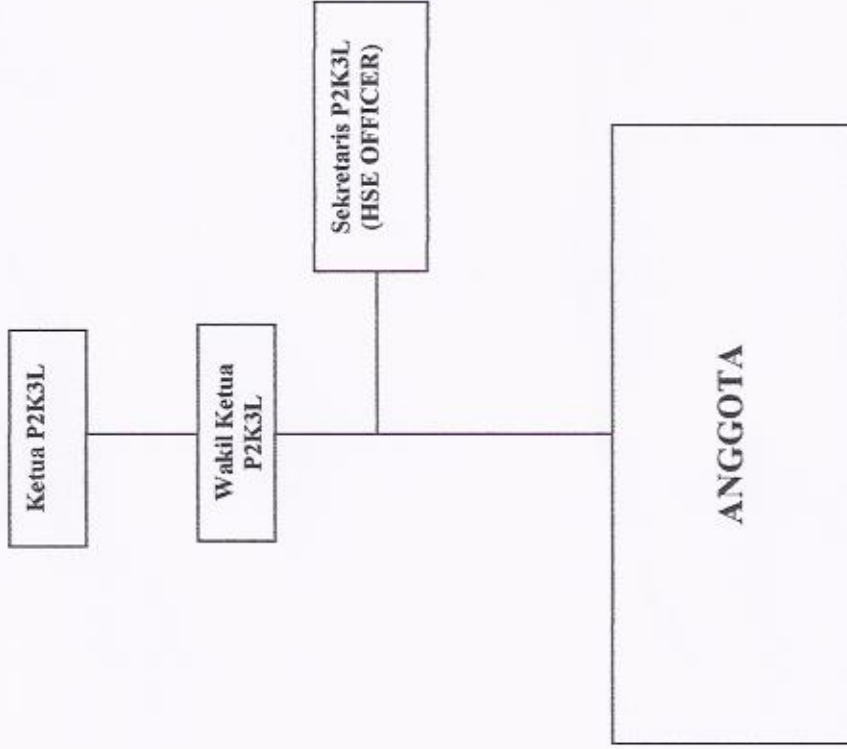 Ketua P2K3L
Wakil Ketua
P2K3L
Sekretaris P2K3L
(HSE OFFICER)
ANGGOTA